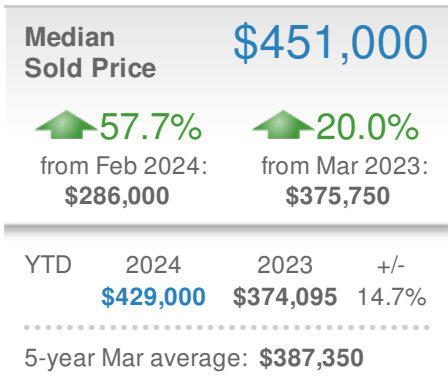 Median $451,000
Sold Price
57.7% 20.0%
from Feb 2024: from Mar 2023:
$286,000 $375,750
YTD 2024 2023 +/-
$429,000 $374,095 14.7%
5-year Mar average: $387,350